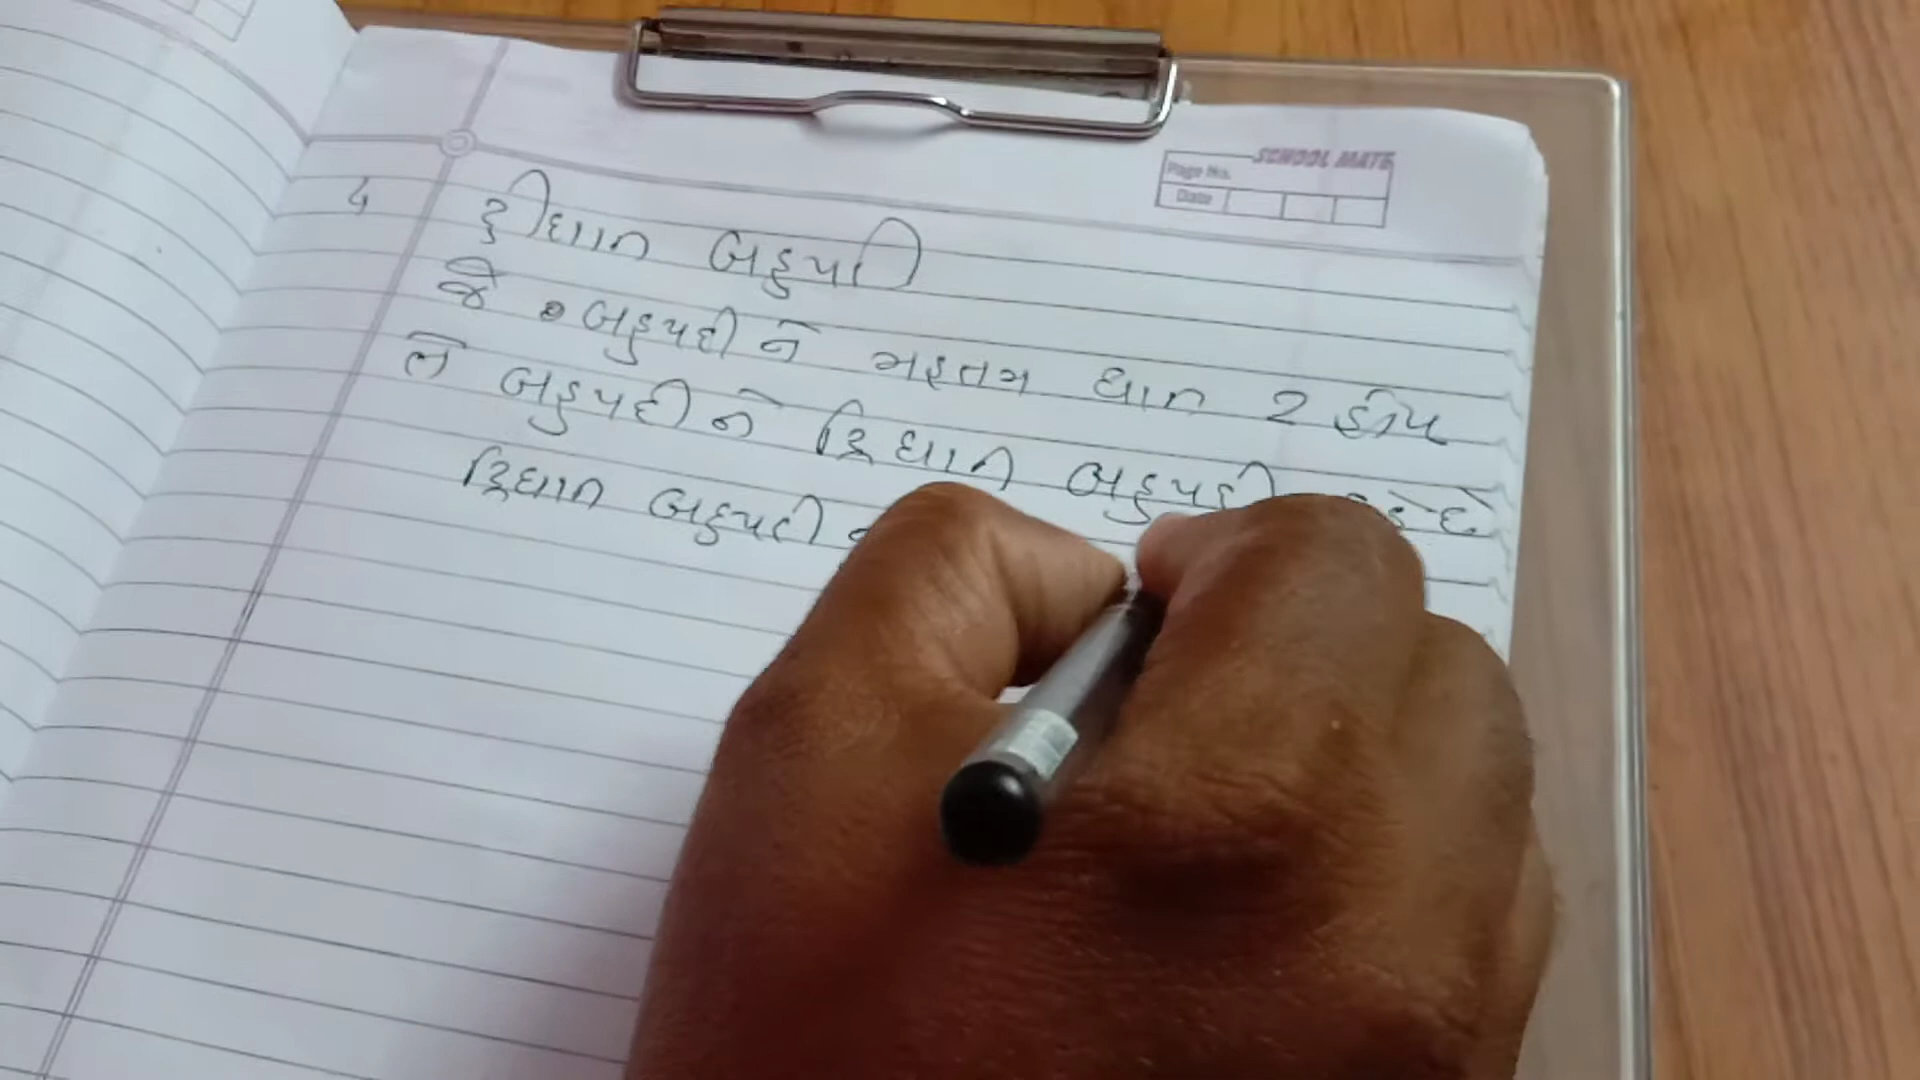 SCHOOL MATE
Page No.
Date
૬ દ્વીઘાત બહુપદી
જે બહુપદી ને મહત્તમ ઘાત 2 હોય
તે બહુપદી ને દ્વિઘાત બહુપદી કહે છે
દ્વિઘાત બહુપદી